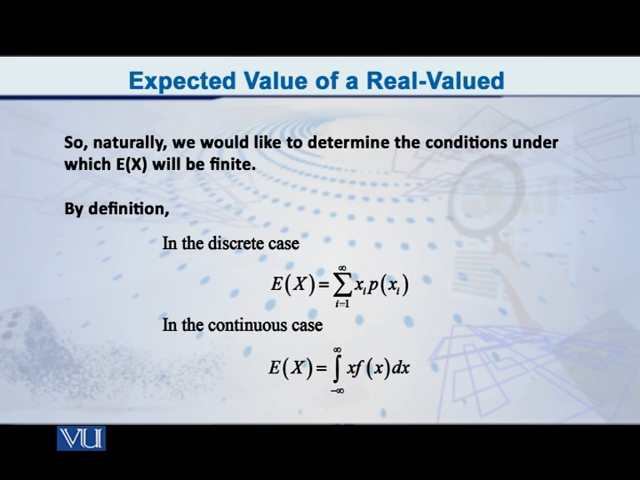 Expected Value of a Real-Valued
So, naturally, we would like to determine the conditions under
which E(X) will be finite.
By definition,
In the discrete case
E(X)=∑_{i=1}^{∞} x_i p(x_i)
In the continuous case
E(X)=∫_{-∞}^{∞} xf(x)dx
VU